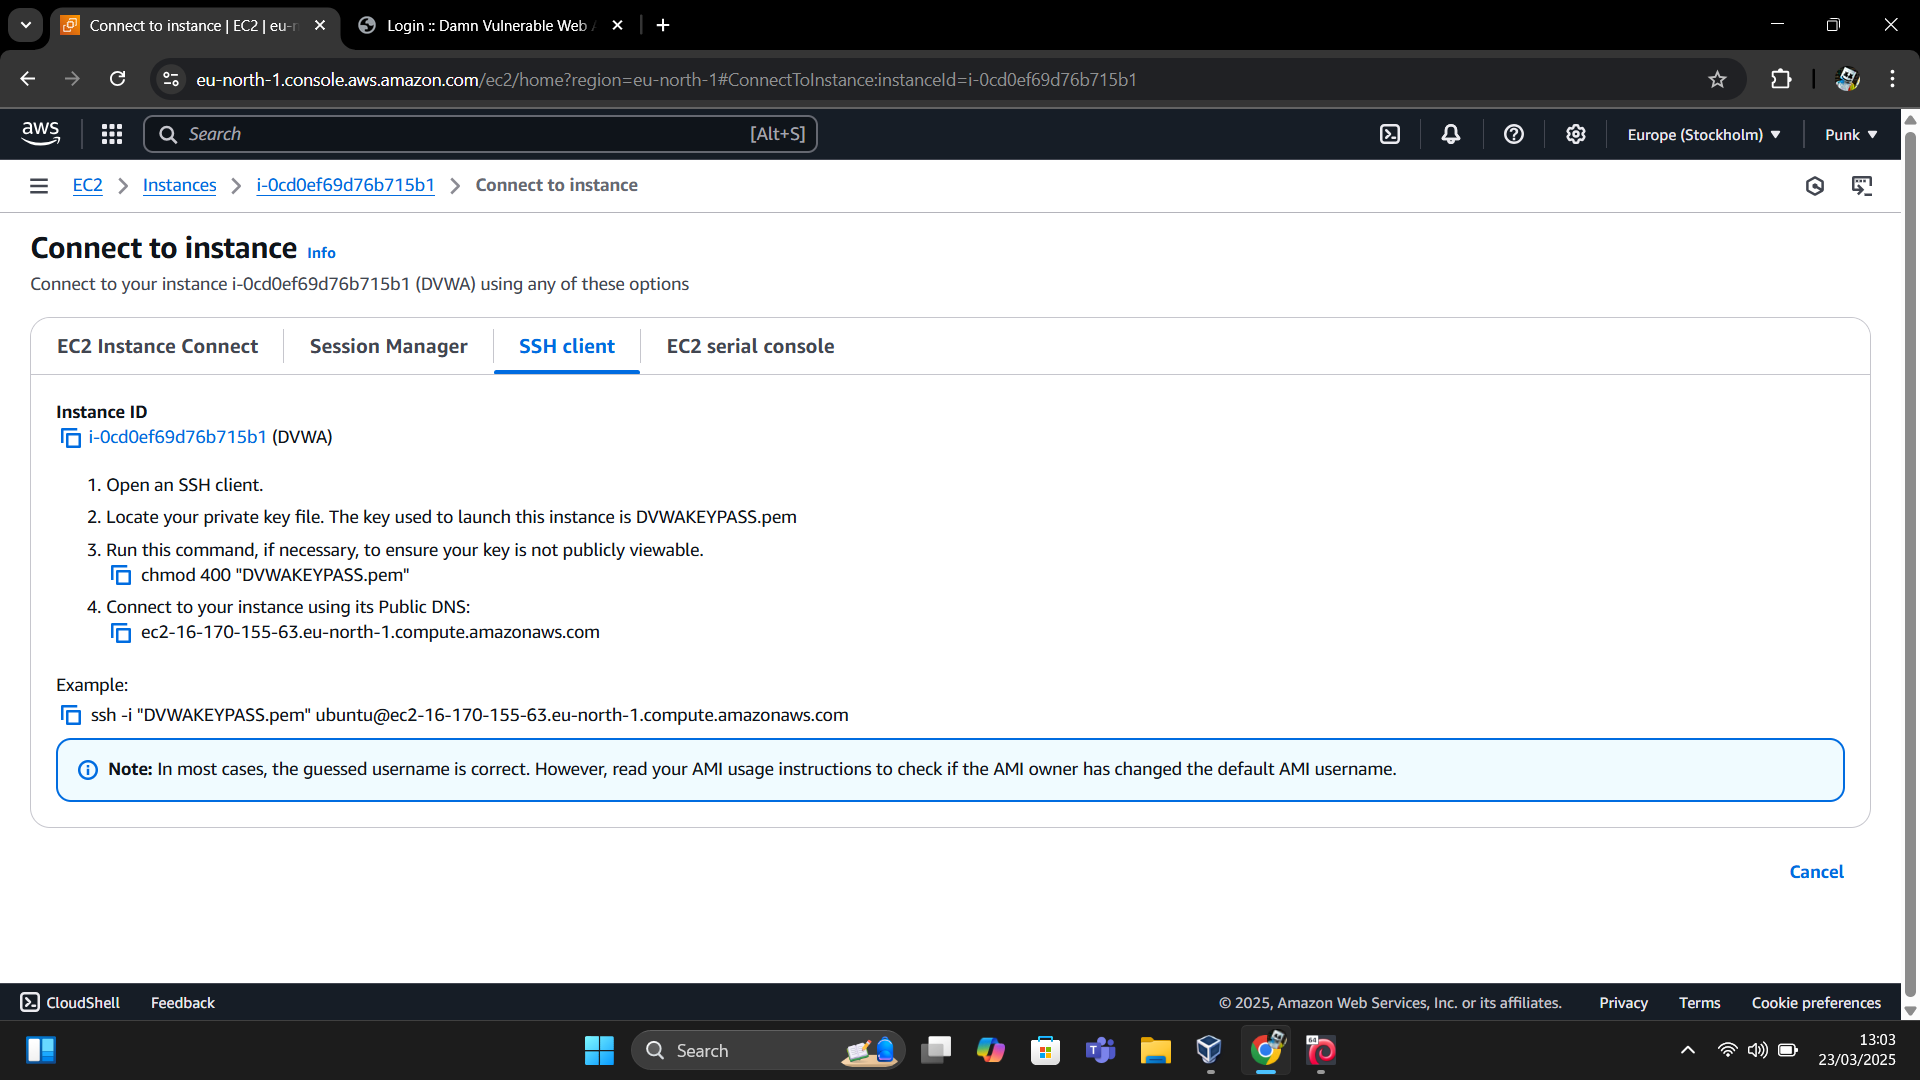 Connect to instance | EC2 | eu-n
Login :: Damn Vulnerable Web A
eu-north-1.console.aws.amazon.com/ec2/home?region=eu-north-1#ConnectToInstance:instanceId=i-0cd0ef69d76b715b1
aws
Search
[Alt+S]
Europe (Stockholm)
Punk
EC2
Instances
i-0cd0ef69d76b715b1
Connect to instance
Connect to instance Info
Connect to your instance i-0cd0ef69d76b715b1 (DVWA) using any of these options
EC2 Instance Connect
Session Manager
SSH client
EC2 serial console
Instance ID
i-0cd0ef69d76b715b1 (DVWA)
1. Open an SSH client.
2. Locate your private key file. The key used to launch this instance is DVWAKEYPASS.pem
3. Run this command, if necessary, to ensure your key is not publicly viewable.
chmod 400 "DVWAKEYPASS.pem"
4. Connect to your instance using its Public DNS:
ec2-16-170-155-63.eu-north-1.compute.amazonaws.com
Example:
ssh -i "DVWAKEYPASS.pem" ubuntu@ec2-16-170-155-63.eu-north-1.compute.amazonaws.com
Note: In most cases, the guessed username is correct. However, read your AMI usage instructions to check if the AMI owner has changed the default AMI username.
Cancel
CloudShell
Feedback
© 2025, Amazon Web Services, Inc. or its affiliates.
Privacy
Terms
Cookie preferences
Search
64
13:03
23/03/2025